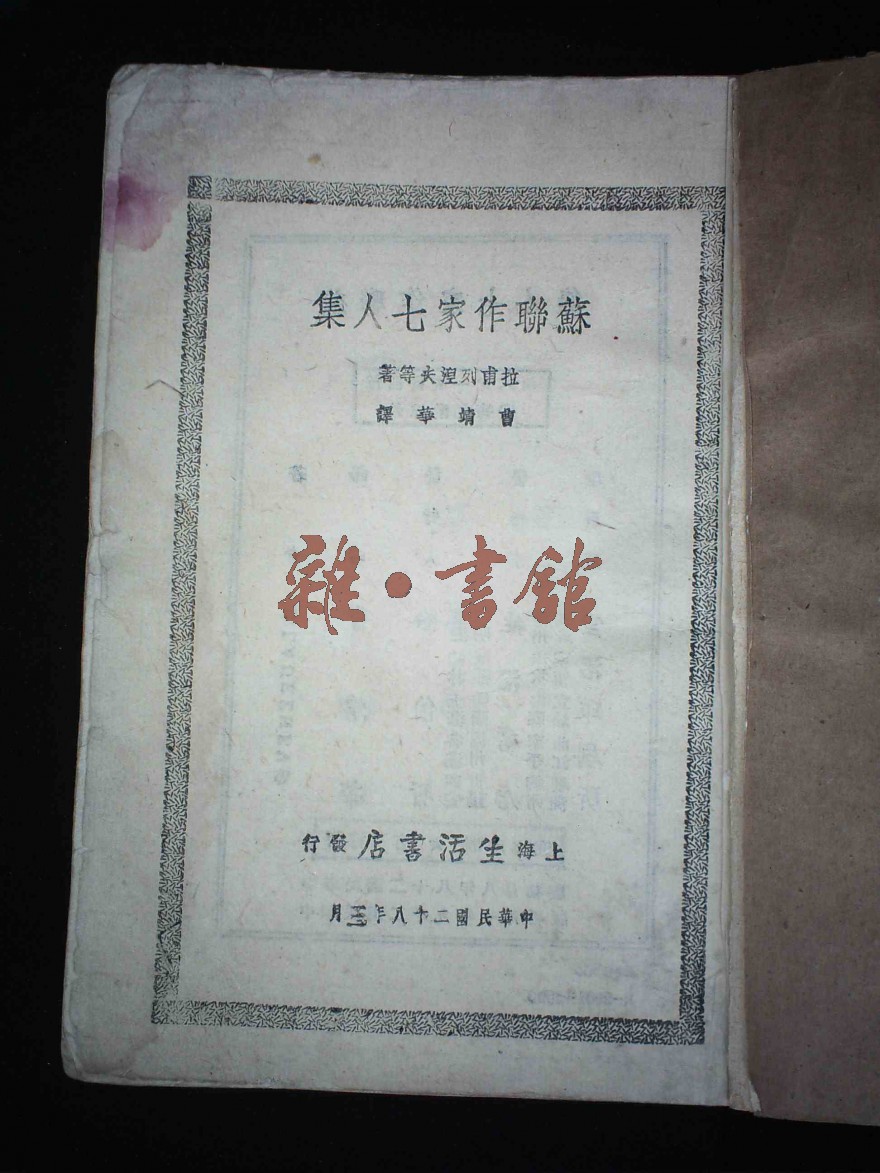 蘇聯作家七人集
拉甫列湼夫等著
曹靖華譯
雜·書館
上海生活書店發行
中華民國二十八年三月